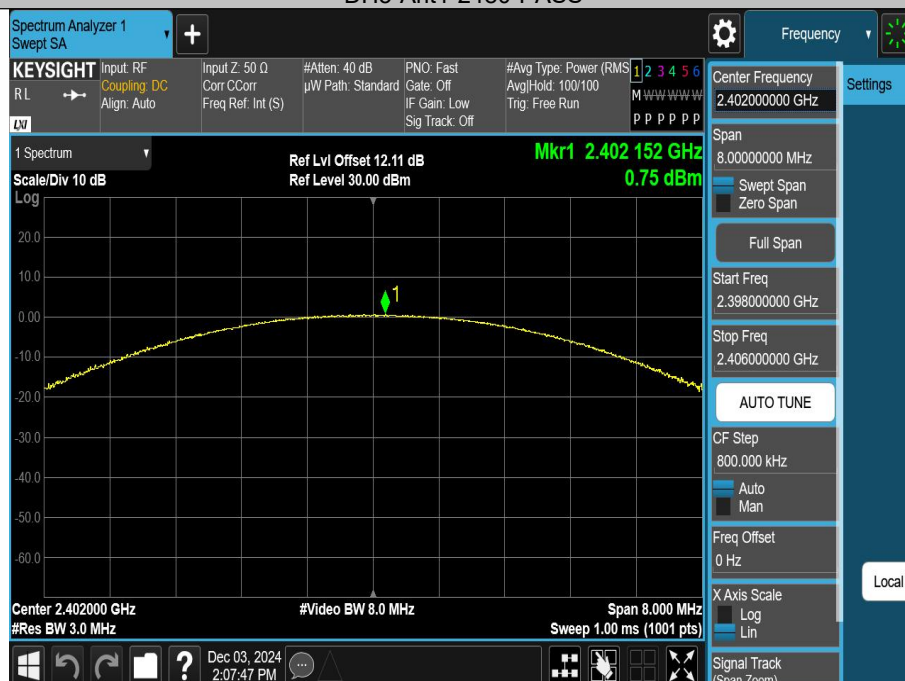 Spectrum Analyzer 1
Swept SA
+
Frequency
KEYSIGHT
RL
LXI
Input: RF
Coupling: DC
Align: Auto
Input Z: 50 Ω
Corr CCorr
Freq Ref: Int (S)
#Atten: 40 dB
µW Path: Standard
PNO: Fast
Gate: Off
IF Gain: Low
Sig Track: Off
#Avg Type: Power (RMS
Avg|Hold: 100/100
Trig: Free Run
1 2 3 4 5 6
M W W W W W
P P P P P P
1 Spectrum
Scale/Div 10 dB
Log
Ref Lvl Offset 12.11 dB
Ref Level 30.00 dBm
Mkr1 2.402 152 GHz
0.75 dBm
20.0
10.0
0.00
-10.0
-20.0
-30.0
-40.0
-50.0
-60.0
1
Center 2.402000 GHz
#Res BW 3.0 MHz
#Video BW 8.0 MHz
Span 8.000 MHz
Sweep 1.00 ms (1001 pts)
Dec 03, 2024
2:07:47 PM
?
Center Frequency
2.402000000 GHz
Settings
Span
8.00000000 MHz
Swept Span
Zero Span
Full Span
Start Freq
2.398000000 GHz
Stop Freq
2.406000000 GHz
AUTO TUNE
CF Step
800.000 kHz
Auto
Man
Freq Offset
0 Hz
X Axis Scale
Log
Lin
Local
Signal Track
(Span Zoom)